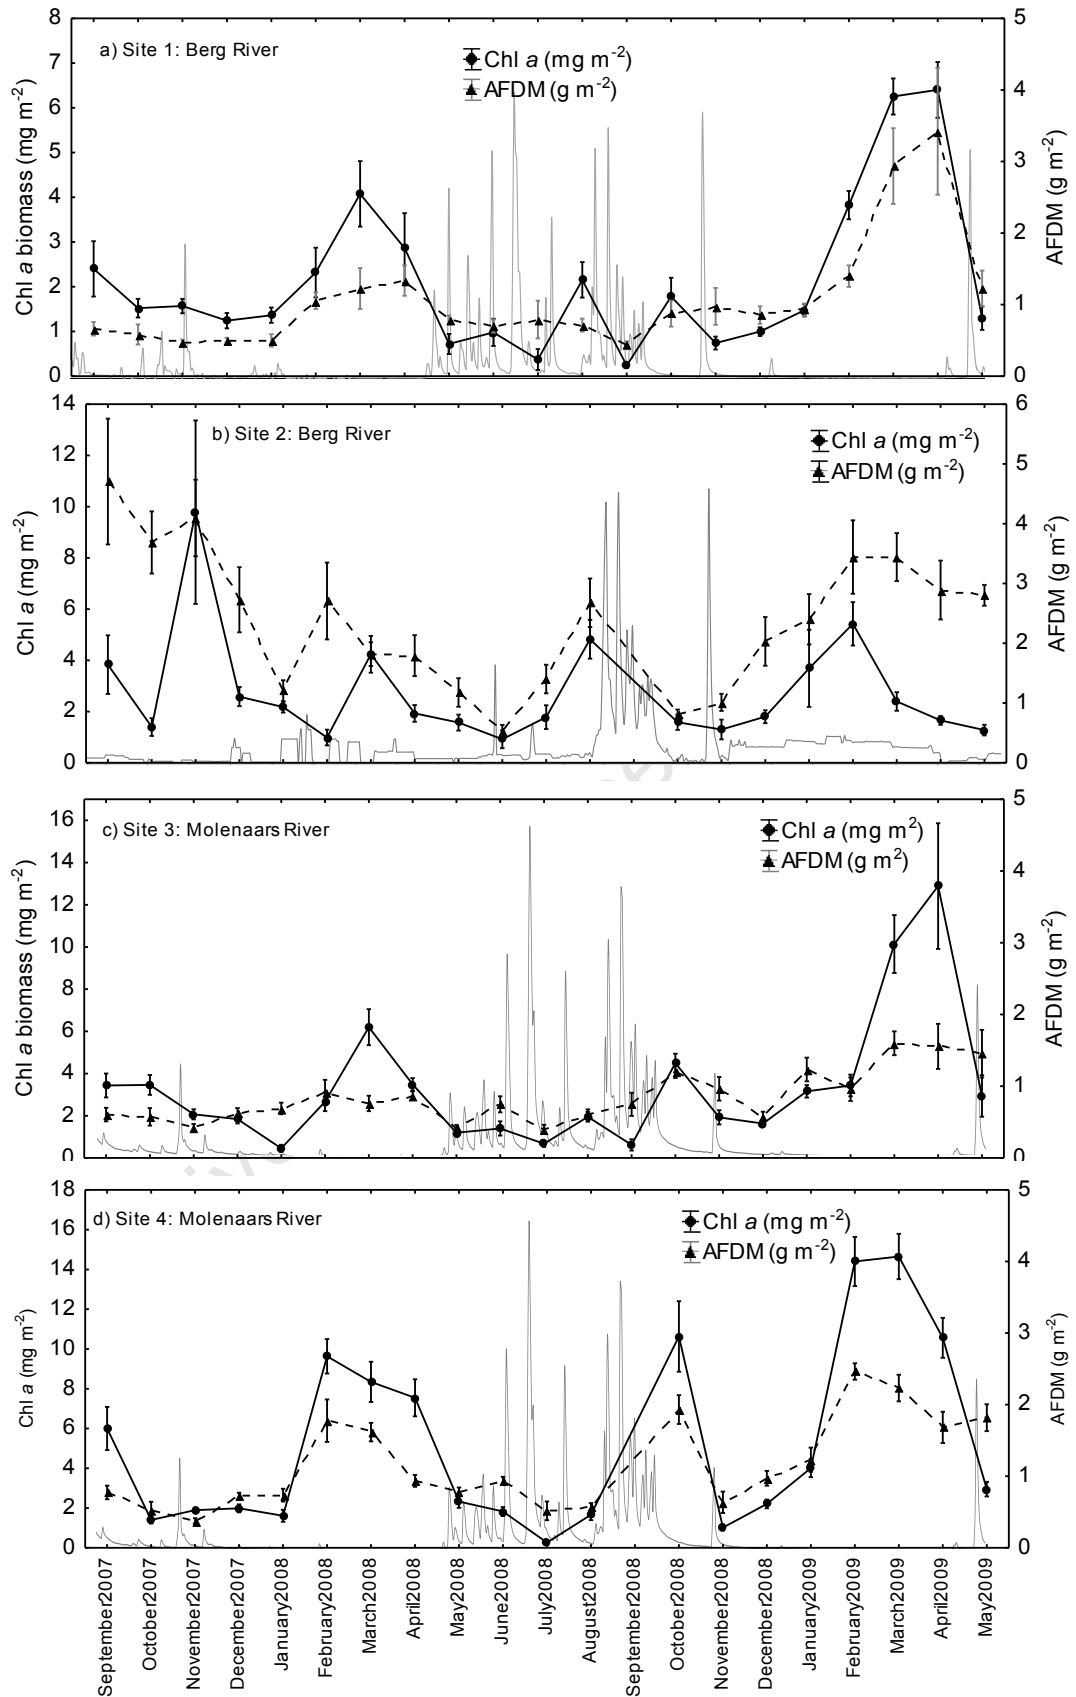 a) Site 1: Berg River
Chl a (mg m-2)
AFDM (g m-2)
Chl a biomass (mg m-2)
8
7
6
5
4
3
2
1
0
5
4
3
2
1
0
AFDM (g m-2)
b) Site 2: Berg River
Chl a (mg m-2)
AFDM (g m-2)
Chl a (mg m-2)
14
12
10
8
6
4
2
0
6
5
4
3
2
1
0
AFDM (g m-2)
c) Site 3: Molenaars River
Chl a (mg m2)
AFDM (g m2)
Chl a biomass (mg m-2)
16
14
12
10
8
6
4
2
0
5
4
3
2
1
0
AFDM (g m-2)
d) Site 4: Molenaars River
Chl a (mg m-2)
AFDM (g m-2)
Chl a (mg m-2)
18
16
14
12
10
8
6
4
2
0
5
4
3
2
1
0
AFDM (g m-2)
September2007
October2007
November2007
December2007
January2008
February2008
March2008
April2008
May2008
June2008
July2008
August2008
September2008
October2008
November2008
December2008
January2009
February2009
March2009
April2009
May2009